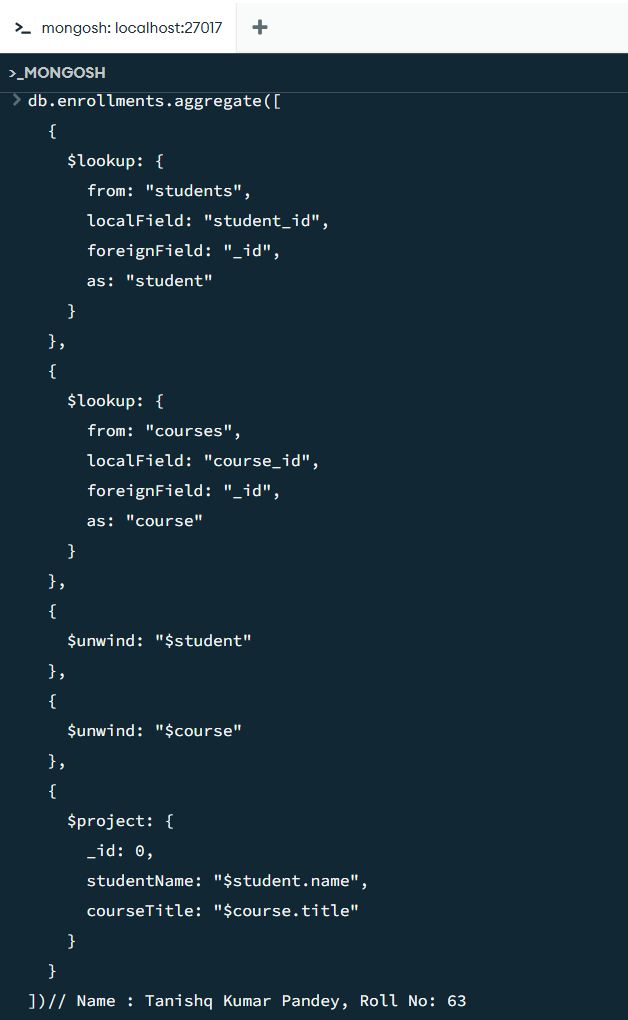 >_ mongosh: localhost:27017 +
>_MONGOSH
> db.enrollments.aggregate([
{
$lookup: {
from: "students",
localField: "student_id",
foreignField: "_id",
as: "student"
}
},
{
$lookup: {
from: "courses",
localField: "course_id",
foreignField: "_id",
as: "course"
}
},
{
$unwind: "$student"
},
{
$unwind: "$course"
},
{
$project: {
_id: 0,
studentName: "$student.name",
courseTitle: "$course.title"
}
}
])// Name : Tanishq Kumar Pandey, Roll No: 63